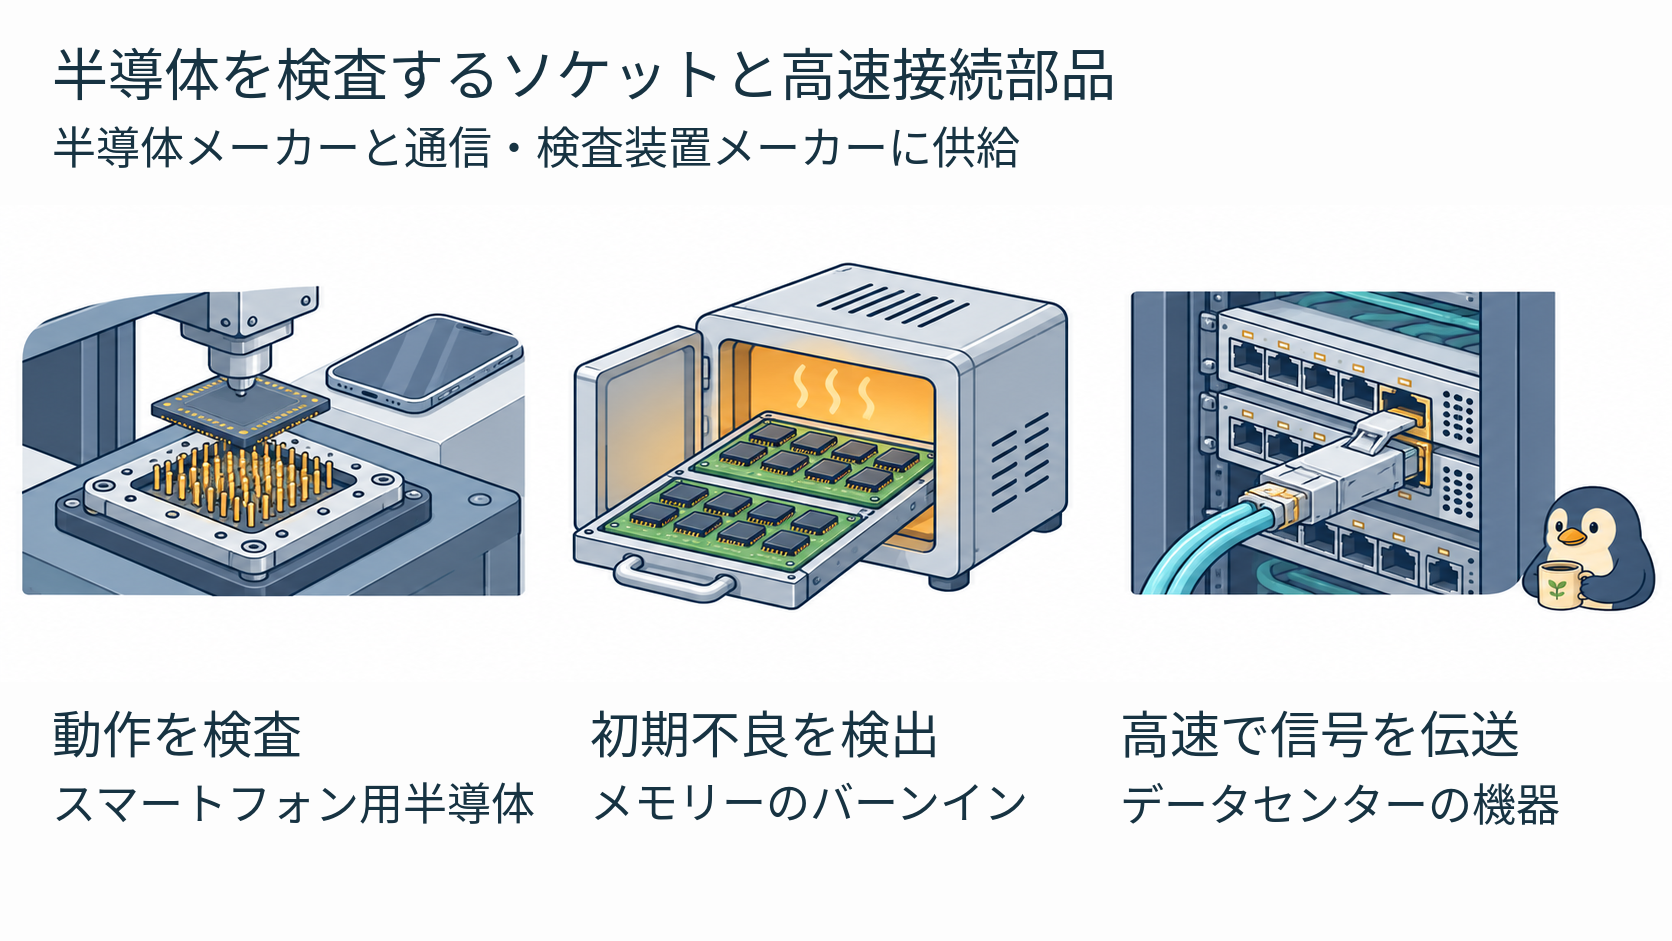 半導体を検査するソケットと高速接続部品
半導体メーカーと通信・検査装置メーカーに供給
動作を検査
スマートフォン用半導体
初期不良を検出
メモリーのバーンイン
高速で信号を伝送
データセンターの機器